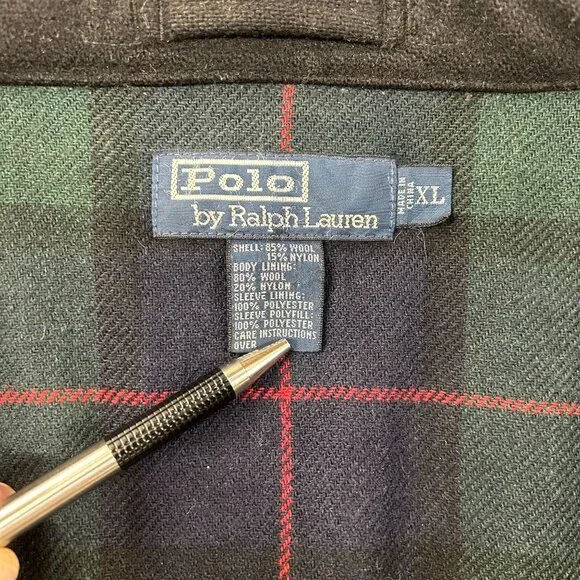 Polo
by Ralph Lauren
MADE IN
CHINA
XL
SHELL: 85% WOOL
15% NYLON
BODY LINING:
80% WOOL
20% NYLON
SLEEVE LINING:
100% POLYESTER
SLEEVE POLYFILL:
100% POLYESTER
CARE INSTRUCTIONS
OVER